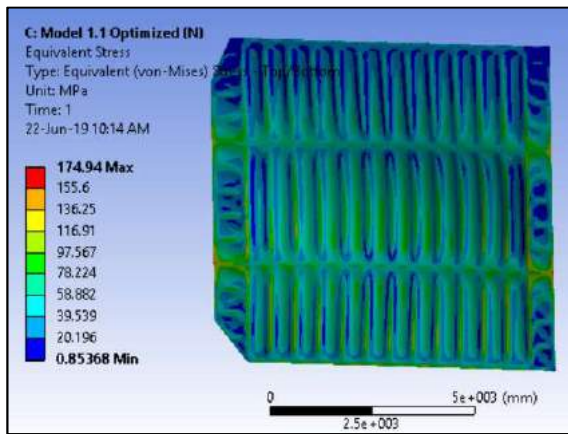 C: Model 1.1 Optimized (N)
Equivalent Stress
Type: Equivalent (von-Mises) Stress - Top/Bottom
Unit: MPa
Time: 1
22-Jun-19 10:14 AM
174.94 Max
155.6
136.25
116.91
97.567
78.224
58.882
39.539
20.196
0.85368 Min
0
5e+003 (mm)
2.5e+003